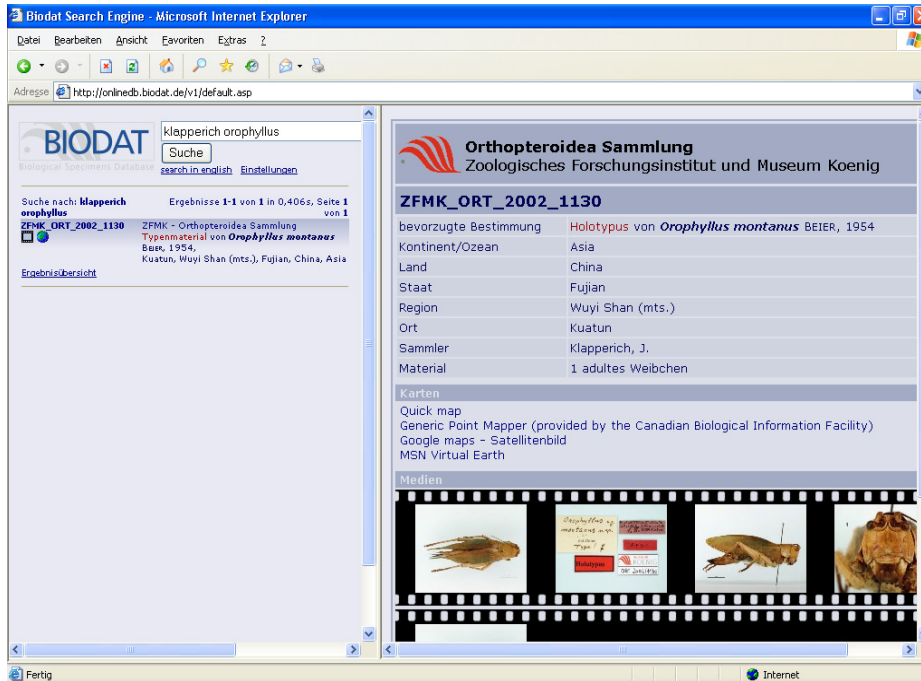 Biodat Search Engine - Microsoft Internet Explorer
Datei Bearbeiten Ansicht Favoriten Extras ?
Adresse http://onlinedb.biodat.de/v1/default.asp
BIODAT
Biological Specimens Database
klapperich orophyllus
Suche
search in english Einstellungen
Suche nach: klapperich orophyllus
Ergebnisse 1-1 von 1 in 0,406s, Seite 1 von 1
ZFMK_ORT_2002_1130
ZFMK - Orthopteroidea Sammlung
Typenmaterial von Orophyllus montanus
BEIER, 1954,
Kuatun, Wuyi Shan (mts.), Fujian, China, Asia
Ergebnisübersicht
Orthopteroidea Sammlung
Zoologisches Forschungsinstitut und Museum Koenig
ZFMK_ORT_2002_1130
bevorzugte Bestimmung Holotypus von Orophyllus montanus BEIER, 1954
Kontinent/Ozean Asia
Land China
Staat Fujian
Region Wuyi Shan (mts.)
Ort Kuatun
Sammler Klapperich, J.
Material 1 adultes Weibchen
Karten
Quick map
Generic Point Mapper (provided by the Canadian Biological Information Facility)
Google maps - Satellitenbild
MSN Virtual Earth
Medien
Holotypus
Fertig
Internet